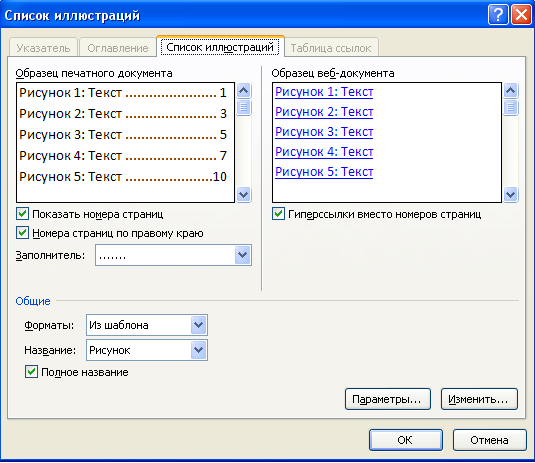 Список иллюстраций
Указатель Оглавление Список иллюстраций Таблица ссылок
Образец печатного документа
Рисунок 1: Текст ........................ 1
Рисунок 2: Текст ........................ 3
Рисунок 3: Текст ........................ 5
Рисунок 4: Текст ........................ 7
Рисунок 5: Текст ........................10
Показать номера страниц
Номера страниц по правому краю
Заполнитель: .......
Образец веб-документа
Рисунок 1: Текст
Рисунок 2: Текст
Рисунок 3: Текст
Рисунок 4: Текст
Рисунок 5: Текст
Гиперссылки вместо номеров страниц
Общие
Форматы: Из шаблона
Название: Рисунок
Полное название
Параметры... Изменить...
ОК Отмена